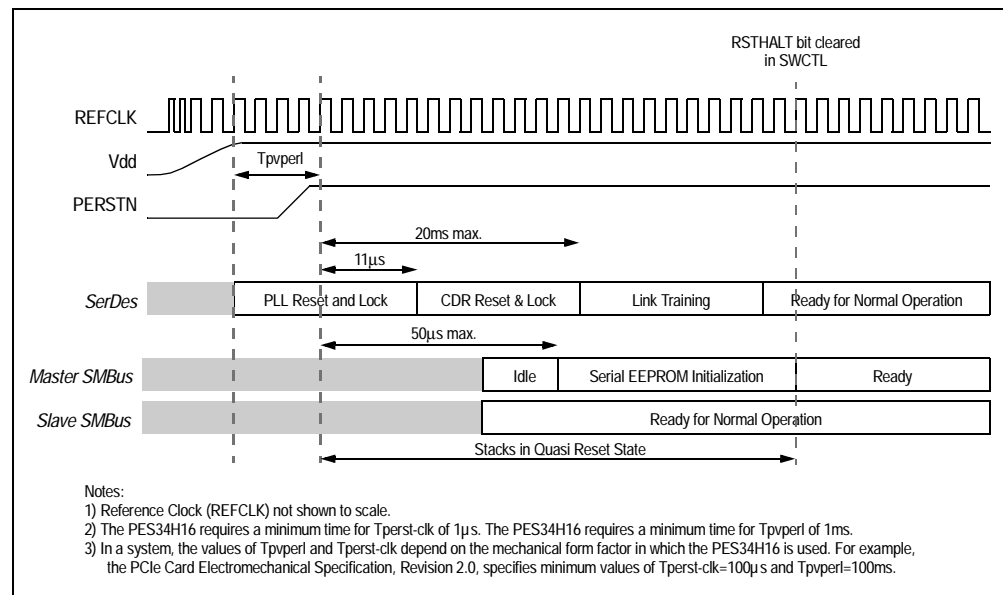 RSTHALT bit cleared
in SWCTL
REFCLK
Vdd
Tpvperl
PERSTN
20ms max.
11μs
SerDes
PLL Reset and Lock
CDR Reset & Lock
Link Training
Ready for Normal Operation
50μs max.
Master SMBus
Idle
Serial EEPROM Initialization
Ready
Slave SMBus
Ready for Normal Operation
Stacks in Quasi Reset State
Notes:
1) Reference Clock (REFCLK) not shown to scale.
2) The PES34H16 requires a minimum time for Tperst-clk of 1μs. The PES34H16 requires a minimum time for Tpvperl of 1ms.
3) In a system, the values of Tpvperl and Tperst-clk depend on the mechanical form factor in which the PES34H16 is used. For example,
the PCIe Card Electromechanical Specification, Revision 2.0, specifies minimum values of Tperst-clk=100μs and Tpvperl=100ms.